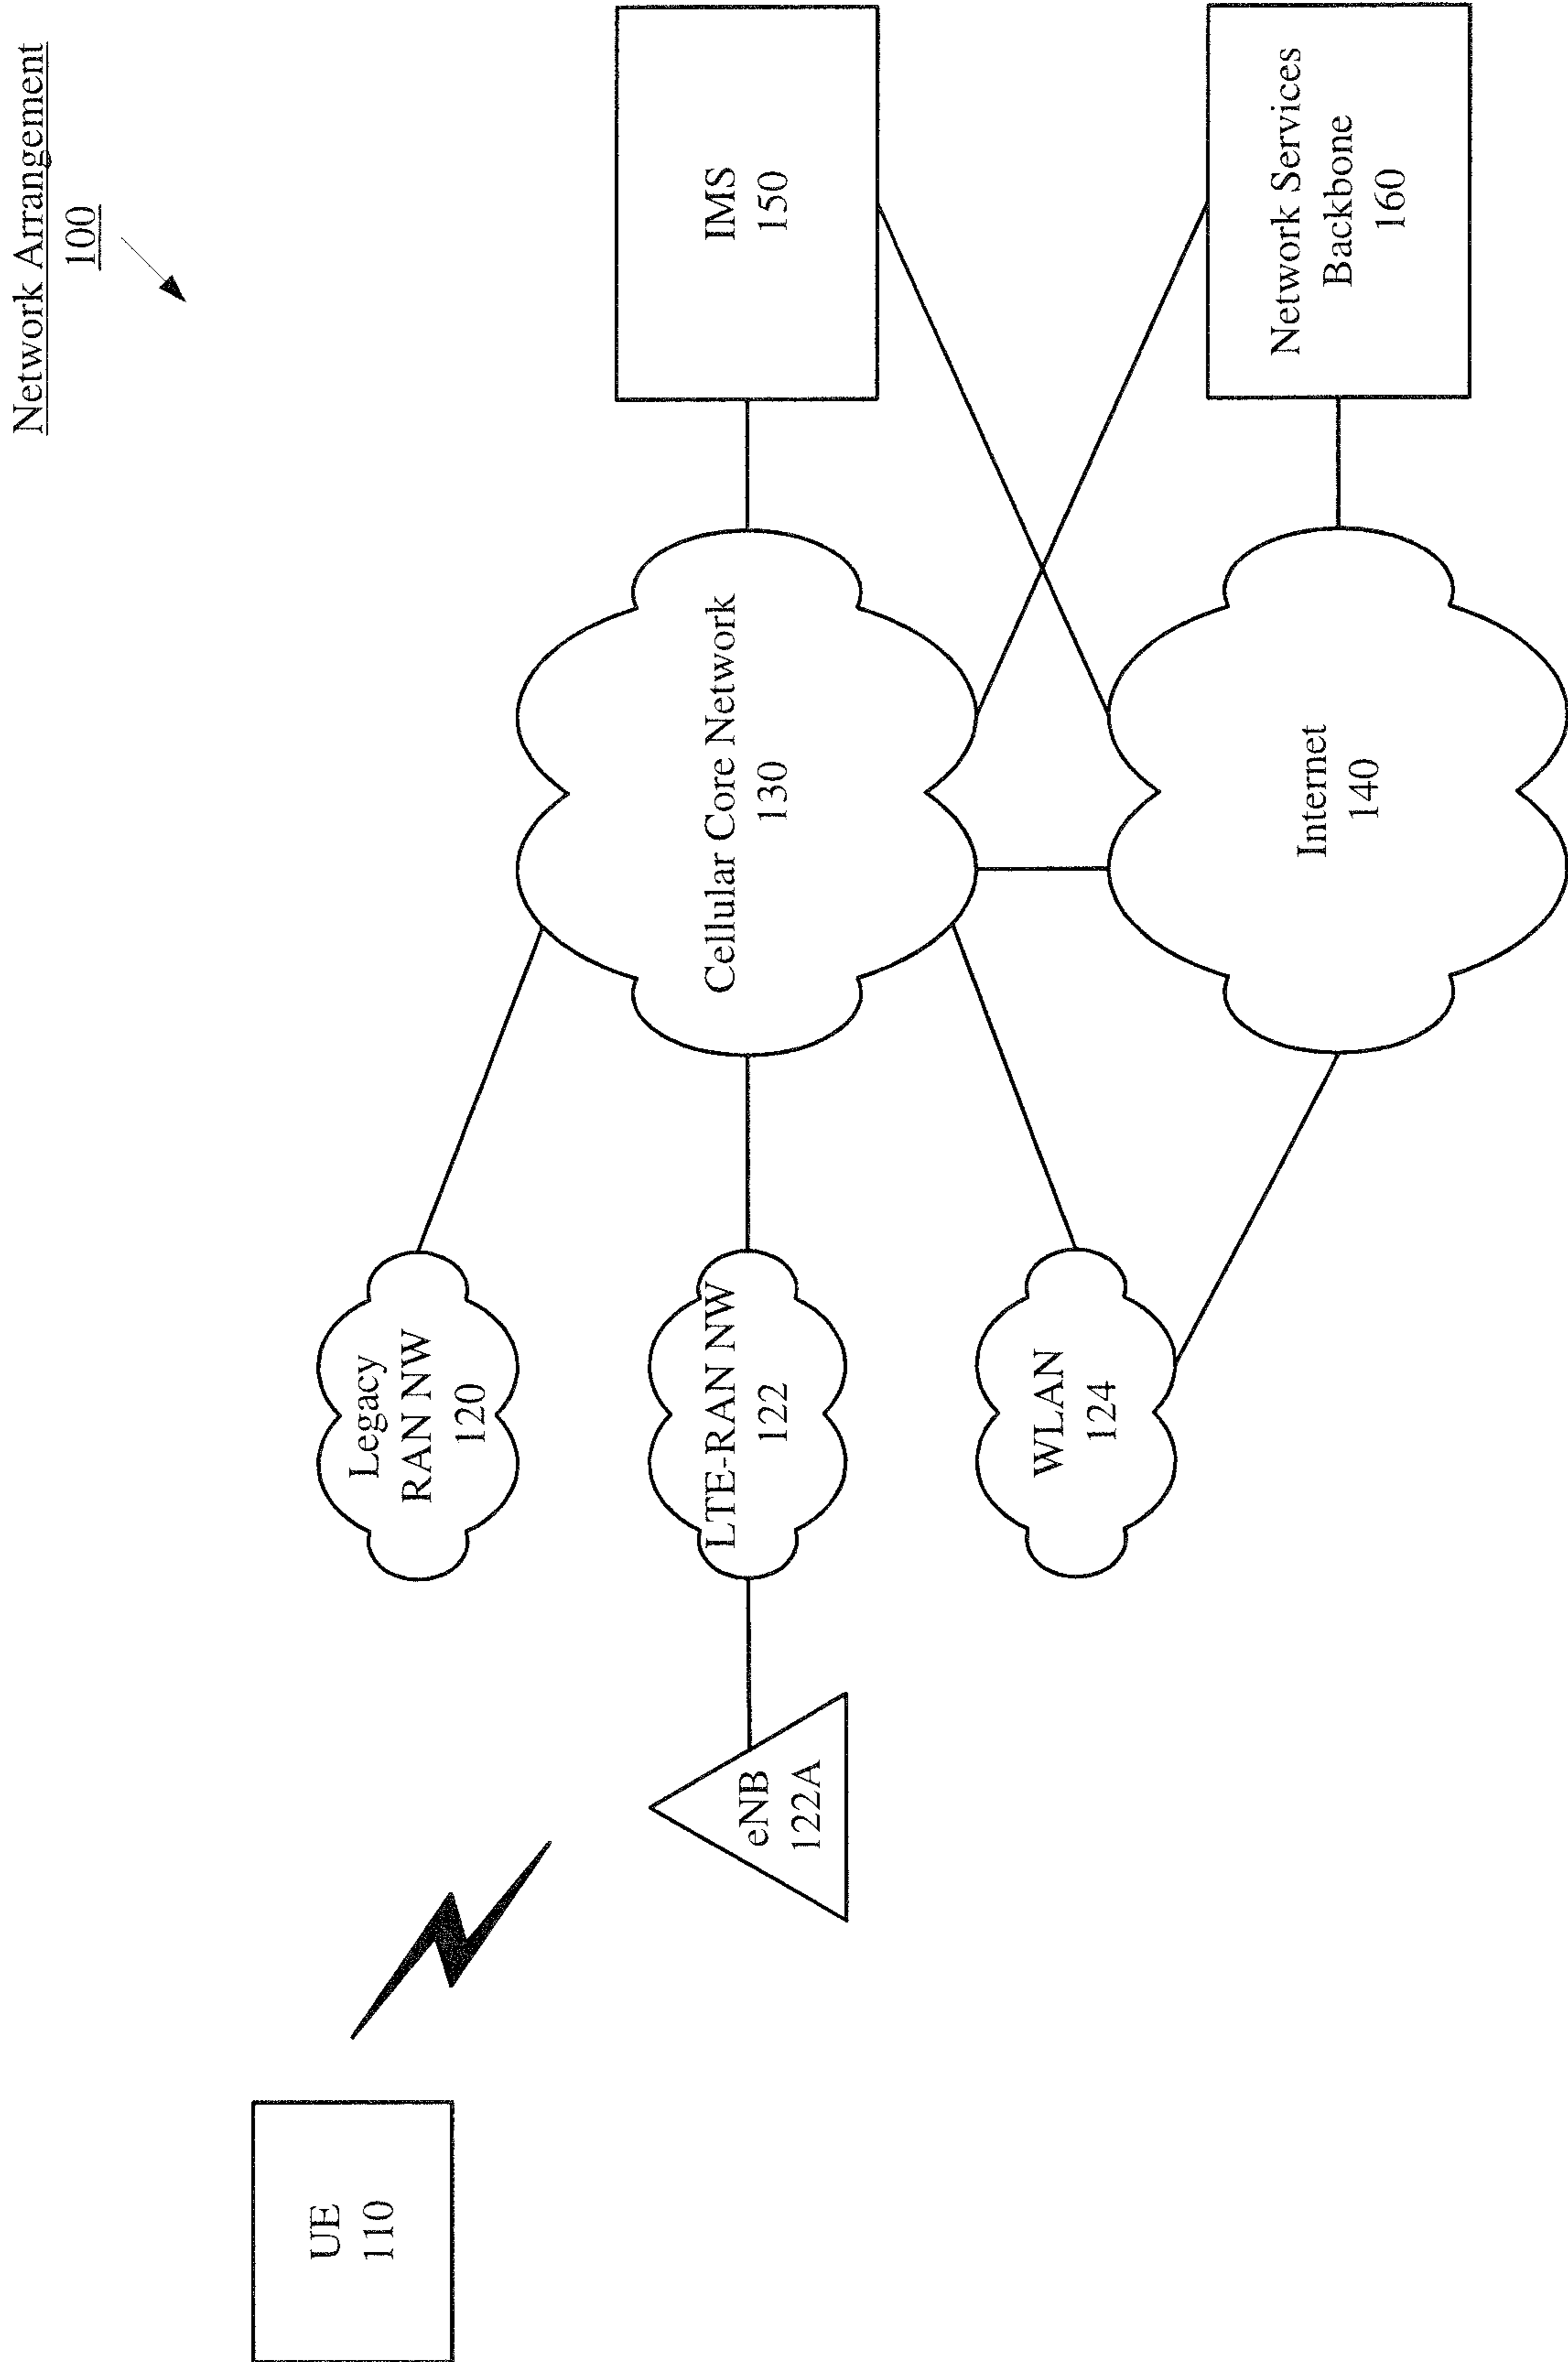 Network Arrangement
100
UE
110
eNB
122A
Legacy
RAN NW
120
LTE-RAN NW
122
WLAN
124
Cellular Core Network
130
Internet
140
IMS
150
Network Services
Backbone
160